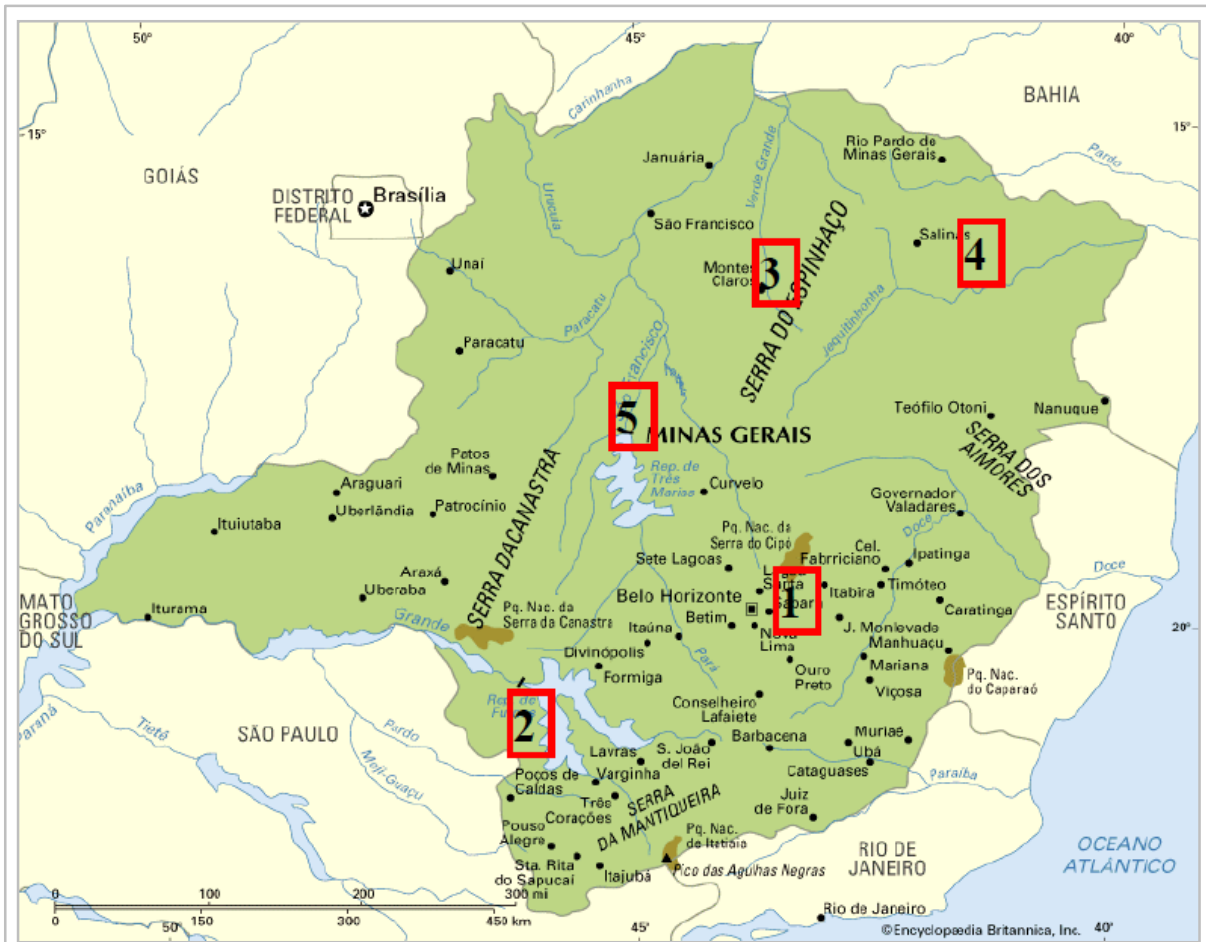 50°
45°
40°
BAHIA
15°
15°
GOIÁS
DISTRITO
FEDERAL
Brasília
Carinhanha
Januária
Rio Pardo de
Minas Gerais
Pardo
Verde Grande
Urucuia
São Francisco
Salinas
4
Unaí
Montes
Claros
3
SERRA DO ESPINHAÇO
Jequitinhonha
Paracatu
Paracatu
São Francisco
5
MINAS GERAIS
Teófilo Otoni
Nanuque
SERRA DOS
AIMORÉS
Patos
de Minas
Rep. de
Três
Marias
Curvelo
Paranaíba
Araguari
Uberlândia
Patrocínio
Ituiutaba
SERRA DACANASTRA
Governador
Valadares
Doce
Pq. Nac. da
Serra do Cipó
Cel.
Fabrriciano
Ipatinga
Doce
Sete Lagoas
Lagoa
Santa
1
Itabira
Timóteo
Araxá
Uberaba
Belo Horizonte
Sabará
Caratinga
ESPÍRITO
SANTO
MATO
GROSSO
DO SUL
Iturama
Grande
Pq. Nac. da
Serra da Canastra
Itaúna
Betim
Nova
Lima
J. Monlevade
Manhuaçu
20°
Divinópolis
Pará
Formiga
Ouro
Preto
Mariana
Viçosa
Pq. Nac.
do Caparaó
Paraná
Tietê
SÃO PAULO
Pardo
Moji-Guaçu
Rep. de
2
Conselheiro
Lafaiete
Barbacena
Muriaé
Ubá
Lavras
S. João
del Rei
Cataguases
Paraíba
Poços de
Caldas
Varginha
Três
Corações
SERRA
DA MANTIQUEIRA
Juiz
de Fora
Pouso
Alegre
Pq. Nac.
de Itatiaia
Pico das Agulhas Negras
Sta. Rita
do Sapucaí
Itajubá
RIO DE
JANEIRO
OCEANO
ATLÂNTICO
0 100 200 300 mi
0 150 300 450 km
Rio de Janeiro
50°
45°
©Encyclopædia Britannica, Inc.
40°